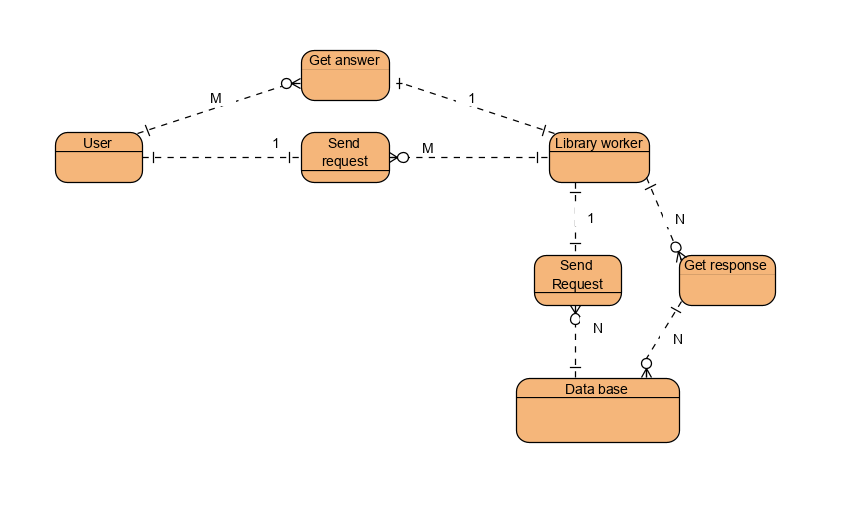 Get answer
M
1
User
1
Send
request
M
Library worker
1
N
Send
Request
Get response
N
N
Data base